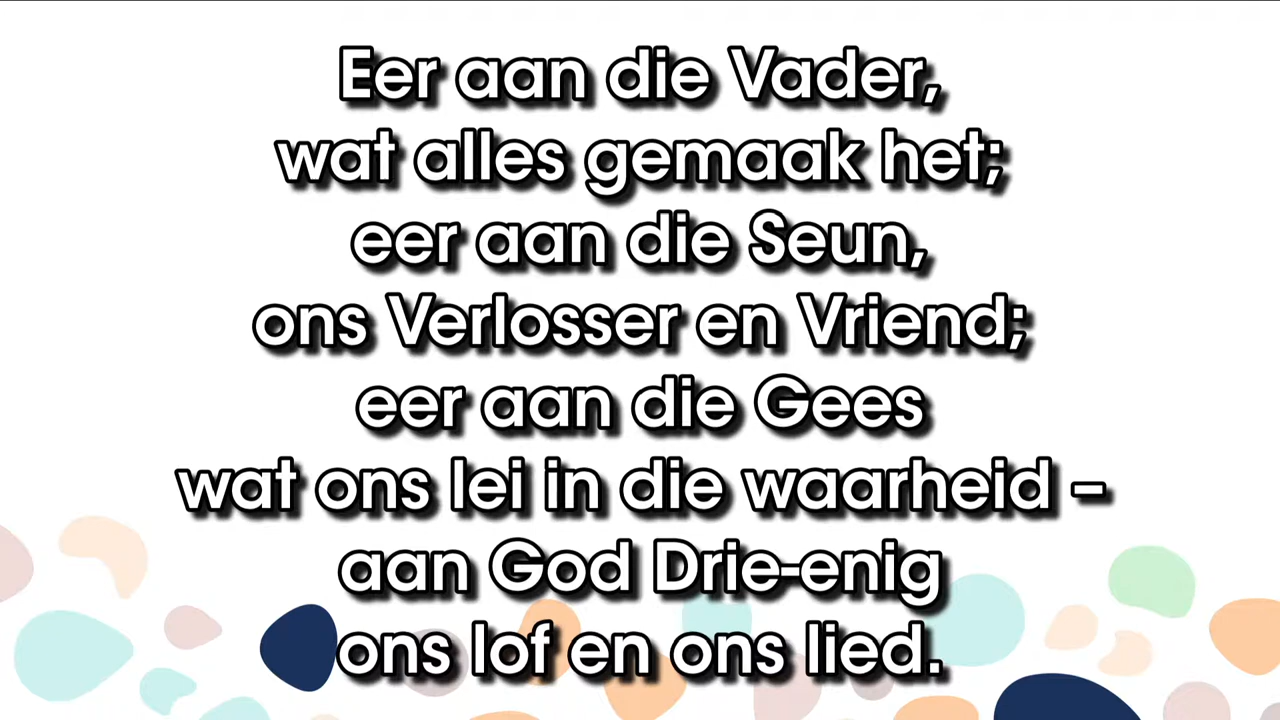 Eer aan die Vader,
wat alles gemaak het;
eer aan die Seun,
ons Verlosser en Vriend;
eer aan die Gees
wat ons lei in die waarheid –
aan God Drie-enig
ons lof en ons lied.